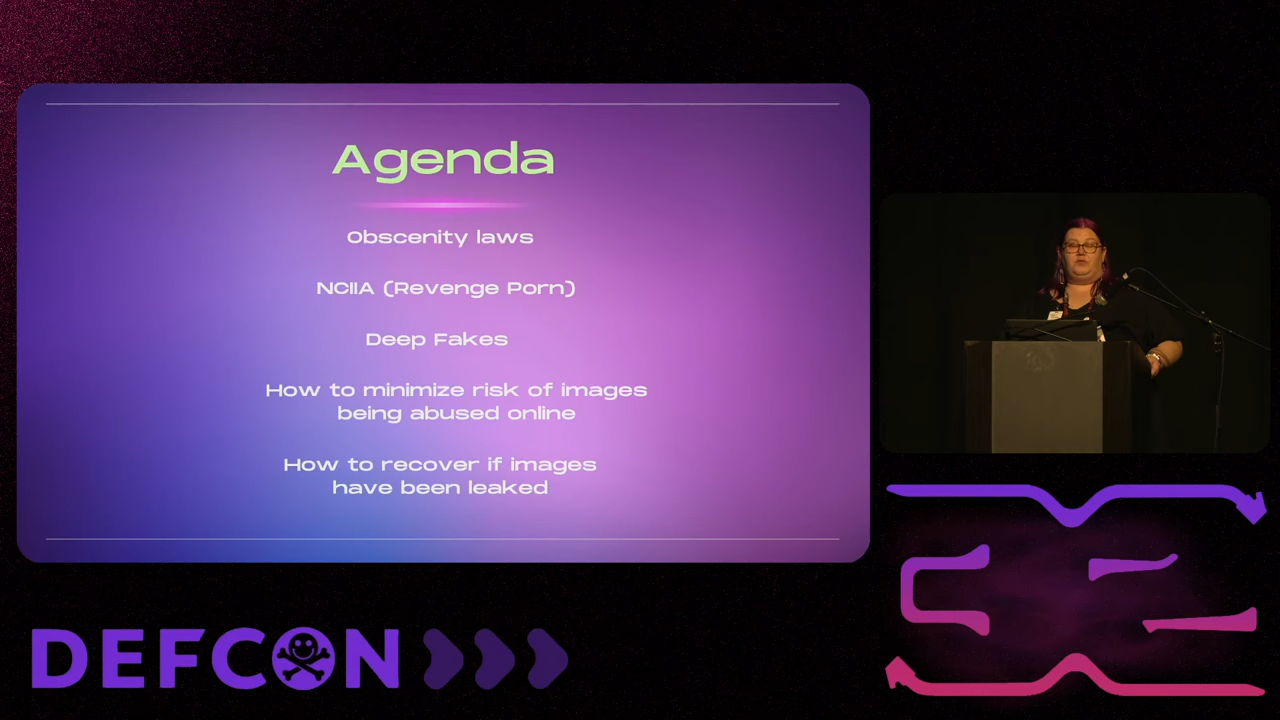 Agenda
Obscenity laws
NCIIA (Revenge Porn)
Deep Fakes
How to minimize risk of images
being abused online
How to recover if images
have been leaked
DEFCON